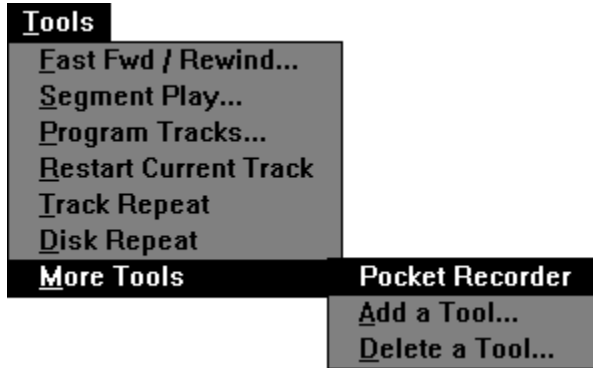 Tools
Fast Fwd / Rewind...
Segment Play...
Program Tracks...
Restart Current Track
Track Repeat
Disk Repeat
More Tools
Pocket Recorder
Add a Tool...
Delete a Tool...